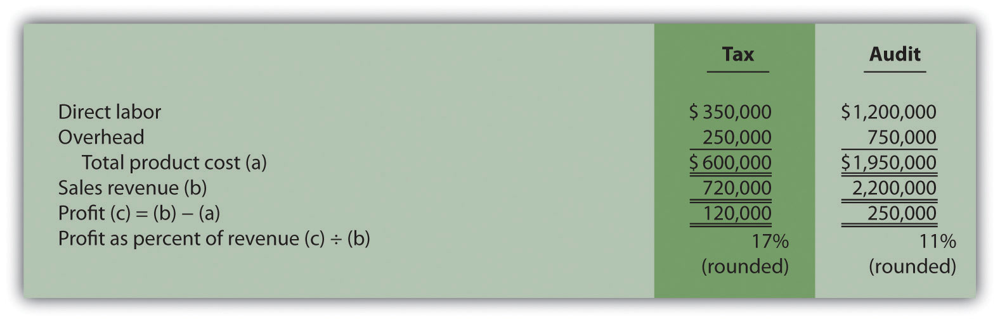 Tax Audit
Direct labor $ 350,000 $1,200,000
Overhead 250,000 750,000
Total product cost (a) $ 600,000 $1,950,000
Sales revenue (b) 720,000 2,200,000
Profit (c) = (b) − (a) 120,000 250,000
Profit as percent of revenue (c) ÷ (b) 17% 11%
(rounded) (rounded)